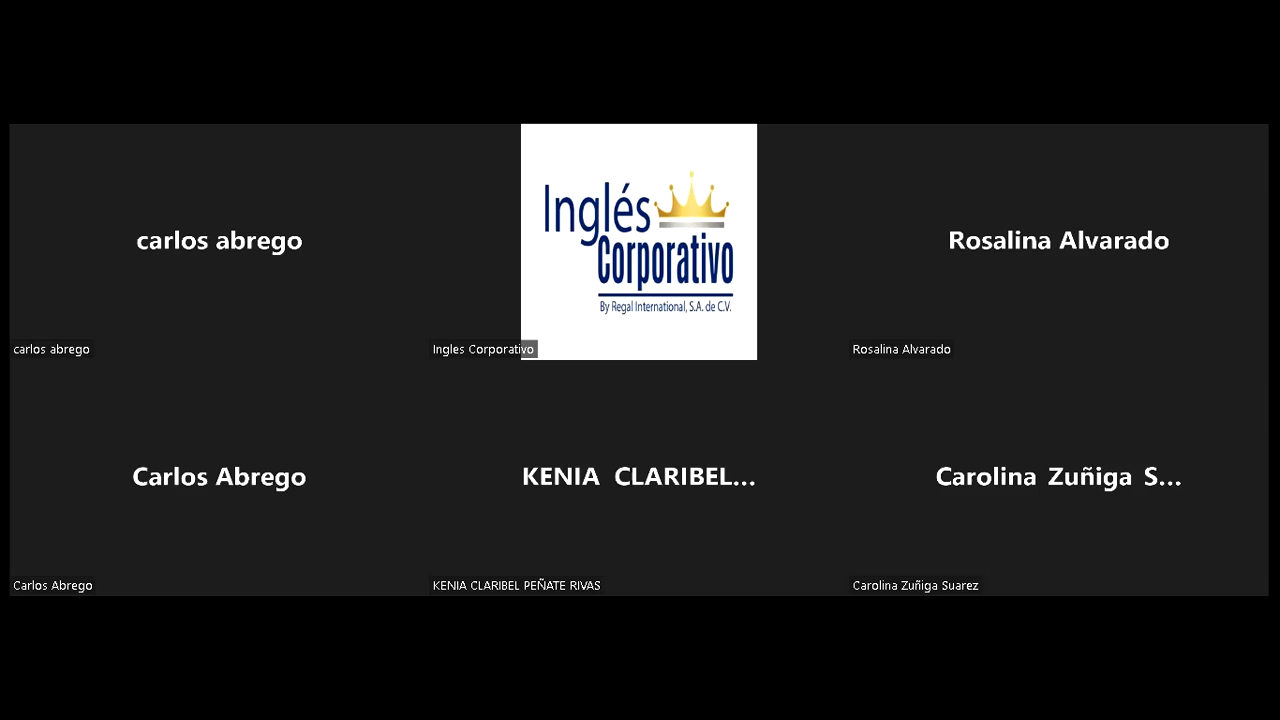 carlos abrego
Inglés
Corporativo
By Regal International, S.A. de C.V.
Rosalina Alvarado
carlos abrego
Ingles Corporativo
Rosalina Alvarado
Carlos Abrego
KENIA CLARIBEL...
Carolina Zuñiga S...
Carlos Abrego
KENIA CLARIBEL PEÑATE RIVAS
Carolina Zuñiga Suarez